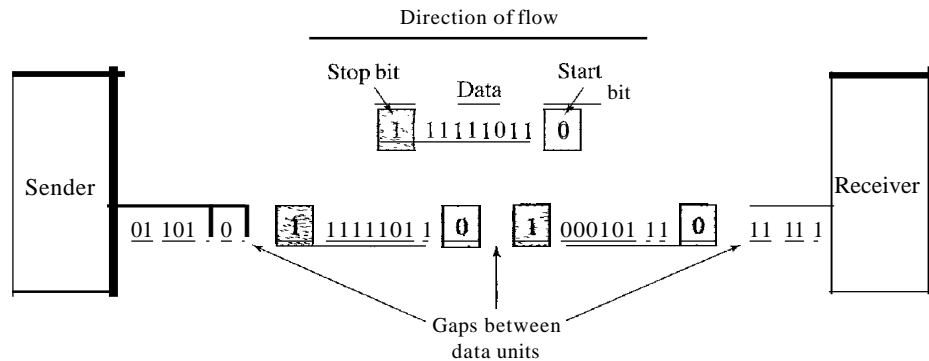 Direction of flow
Stop bit
Data
Start
bit
1 11111011 0
Sender
Receiver
01 101 0 1 1111101 1 0 1 000101 11 0 11 11 1
Gaps between
data units